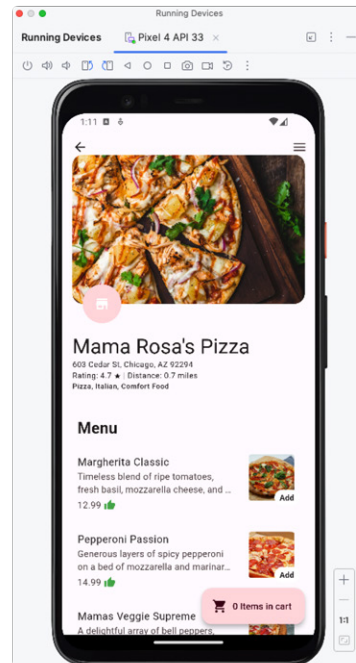 Running Devices
Running Devices
Pixel 4 API 33
1:11
Mama Rosa's Pizza
603 Cedar St, Chicago, AZ 92294
Rating: 4.7 ★ | Distance: 0.7 miles
Pizza, Italian, Comfort Food
Menu
Margherita Classic
Timeless blend of ripe tomatoes,
fresh basil, mozzarella cheese, and ...
12.99
Add
Pepperoni Passion
Generous layers of spicy pepperoni
on a bed of mozzarella and marinar...
14.99
Add
Mamas Veggie Supreme
A delightful array of bell peppers,
0 Items in cart
1:1